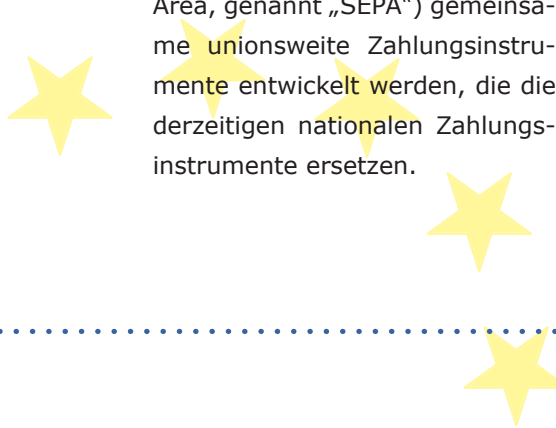 Area, genannt „SEPA“) gemeinsa-
me unionsweite Zahlungsinstru-
mente entwickelt werden, die die
derzeitigen nationalen Zahlungs-
instrumente ersetzen.